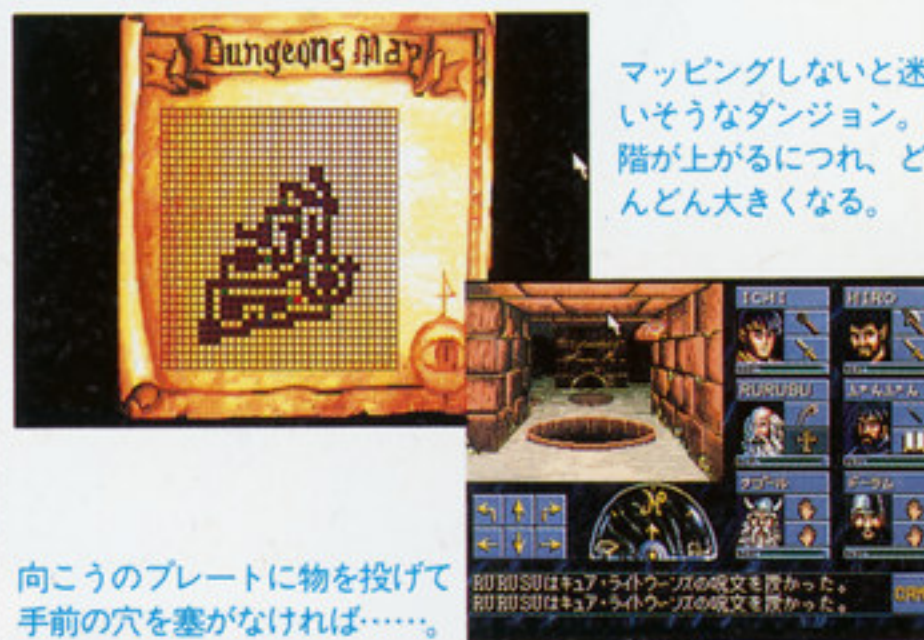 Dungeons Map
マッピングしないと迷
いそうなダンジョン。
階が上がるにつれ、ど
んどん大きくなる。
ICHI
HIRO
RURUBU
ドーラム
N
RURUSUはキュア・ライトウーンズの呪文を授かった。
RURUSUはキュア・ライトウーンズの呪文を授かった。
CAM
向こうのプレートに物を投げて
手前の穴を塞がなければ……。